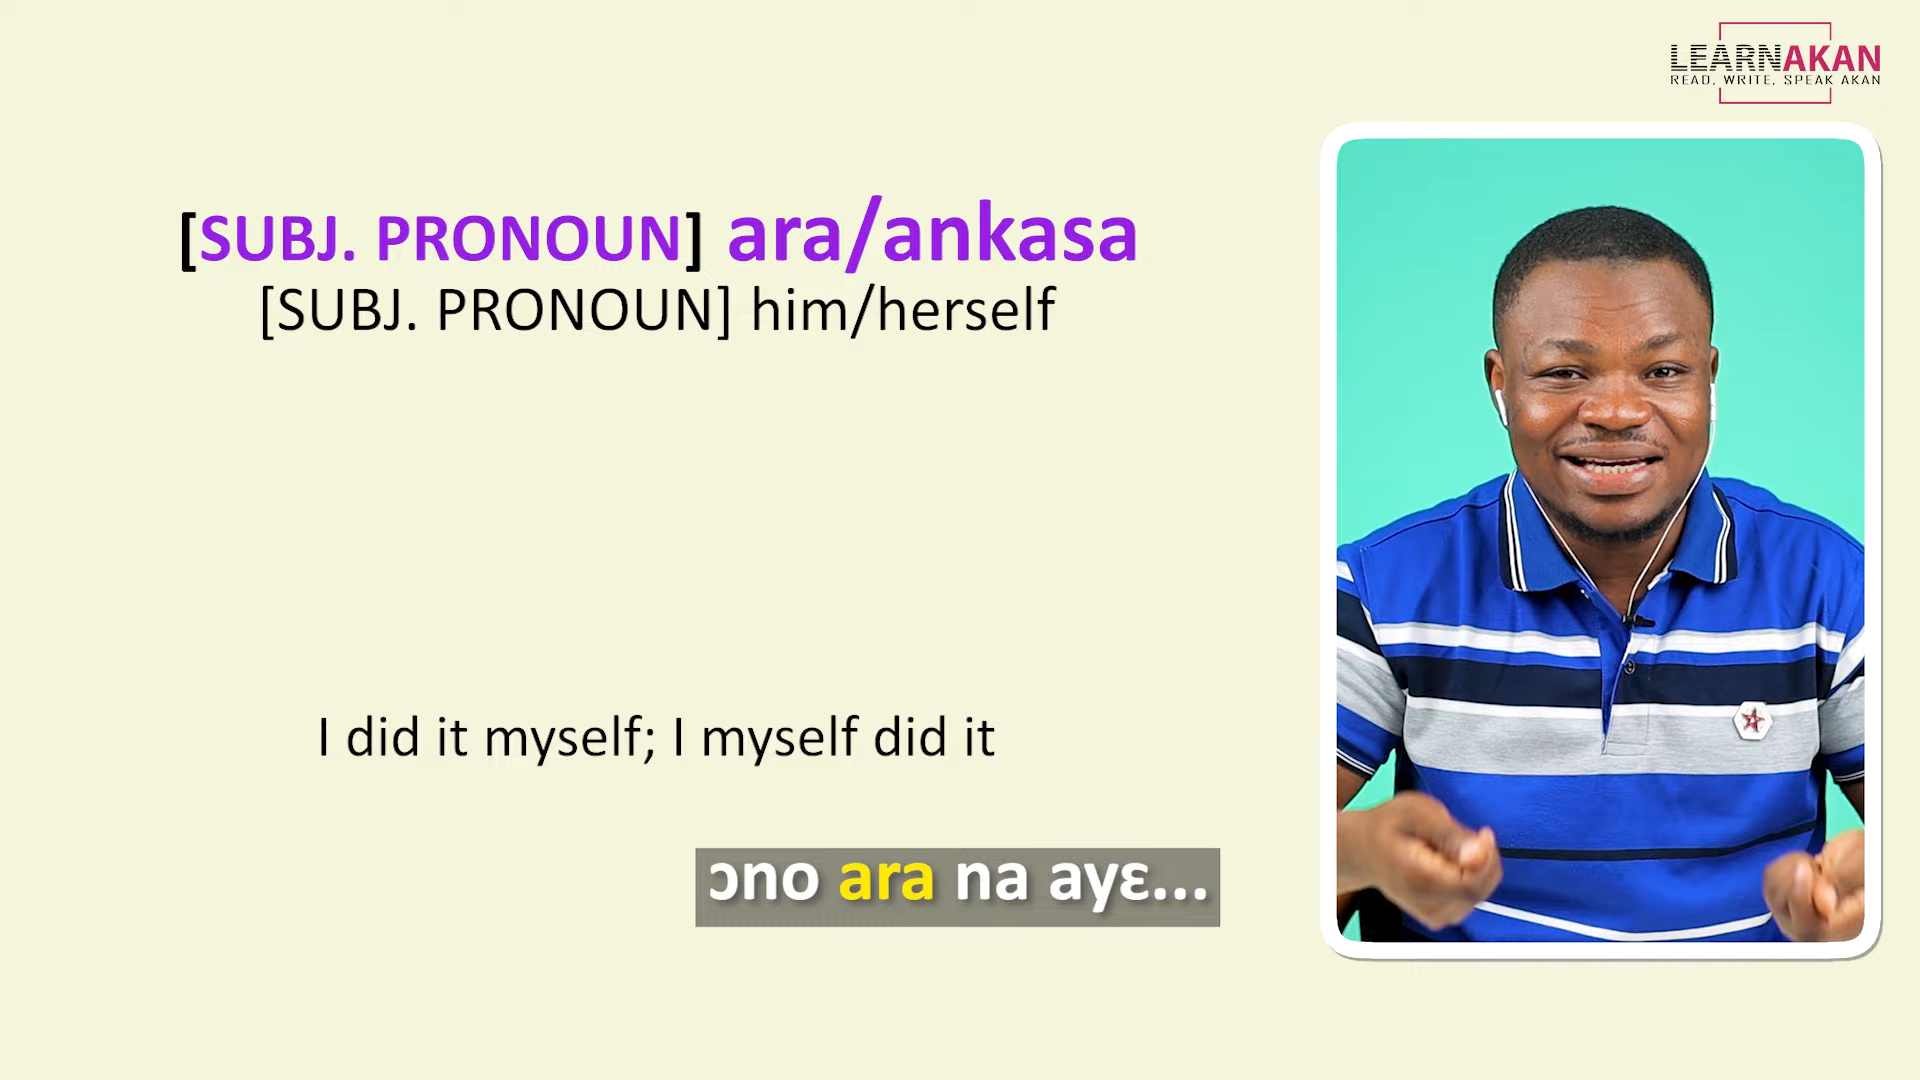 LEARNAKAN
READ, WRITE, SPEAK AKAN
[SUBJ. PRONOUN] ara/ankasa
[SUBJ. PRONOUN] him/herself
I did it myself; I myself did it
ɔno ara na ayɛ...